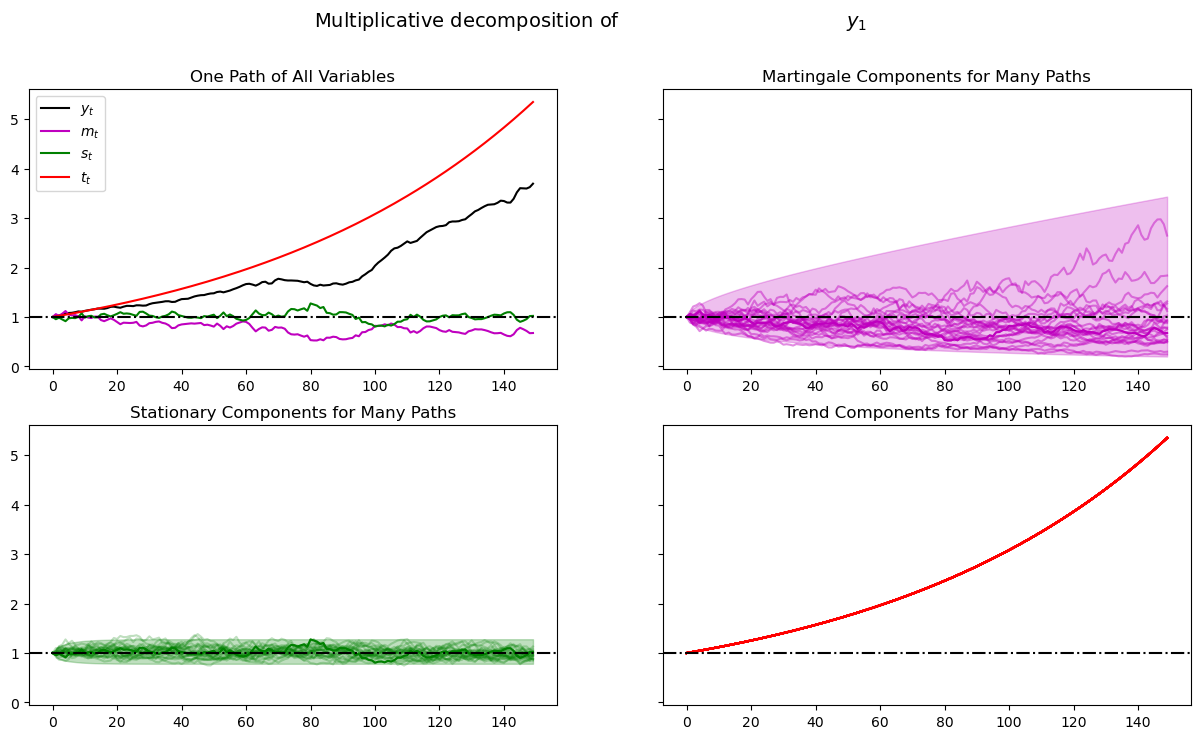 Multiplicative decomposition of y₁
One Path of All Variables
yₜ
mₜ
sₜ
tₜ
5
4
3
2
1
0
0 20 40 60 80 100 120 140
Martingale Components for Many Paths
0 20 40 60 80 100 120 140
Stationary Components for Many Paths
5
4
3
2
1
0
0 20 40 60 80 100 120 140
Trend Components for Many Paths
0 20 40 60 80 100 120 140